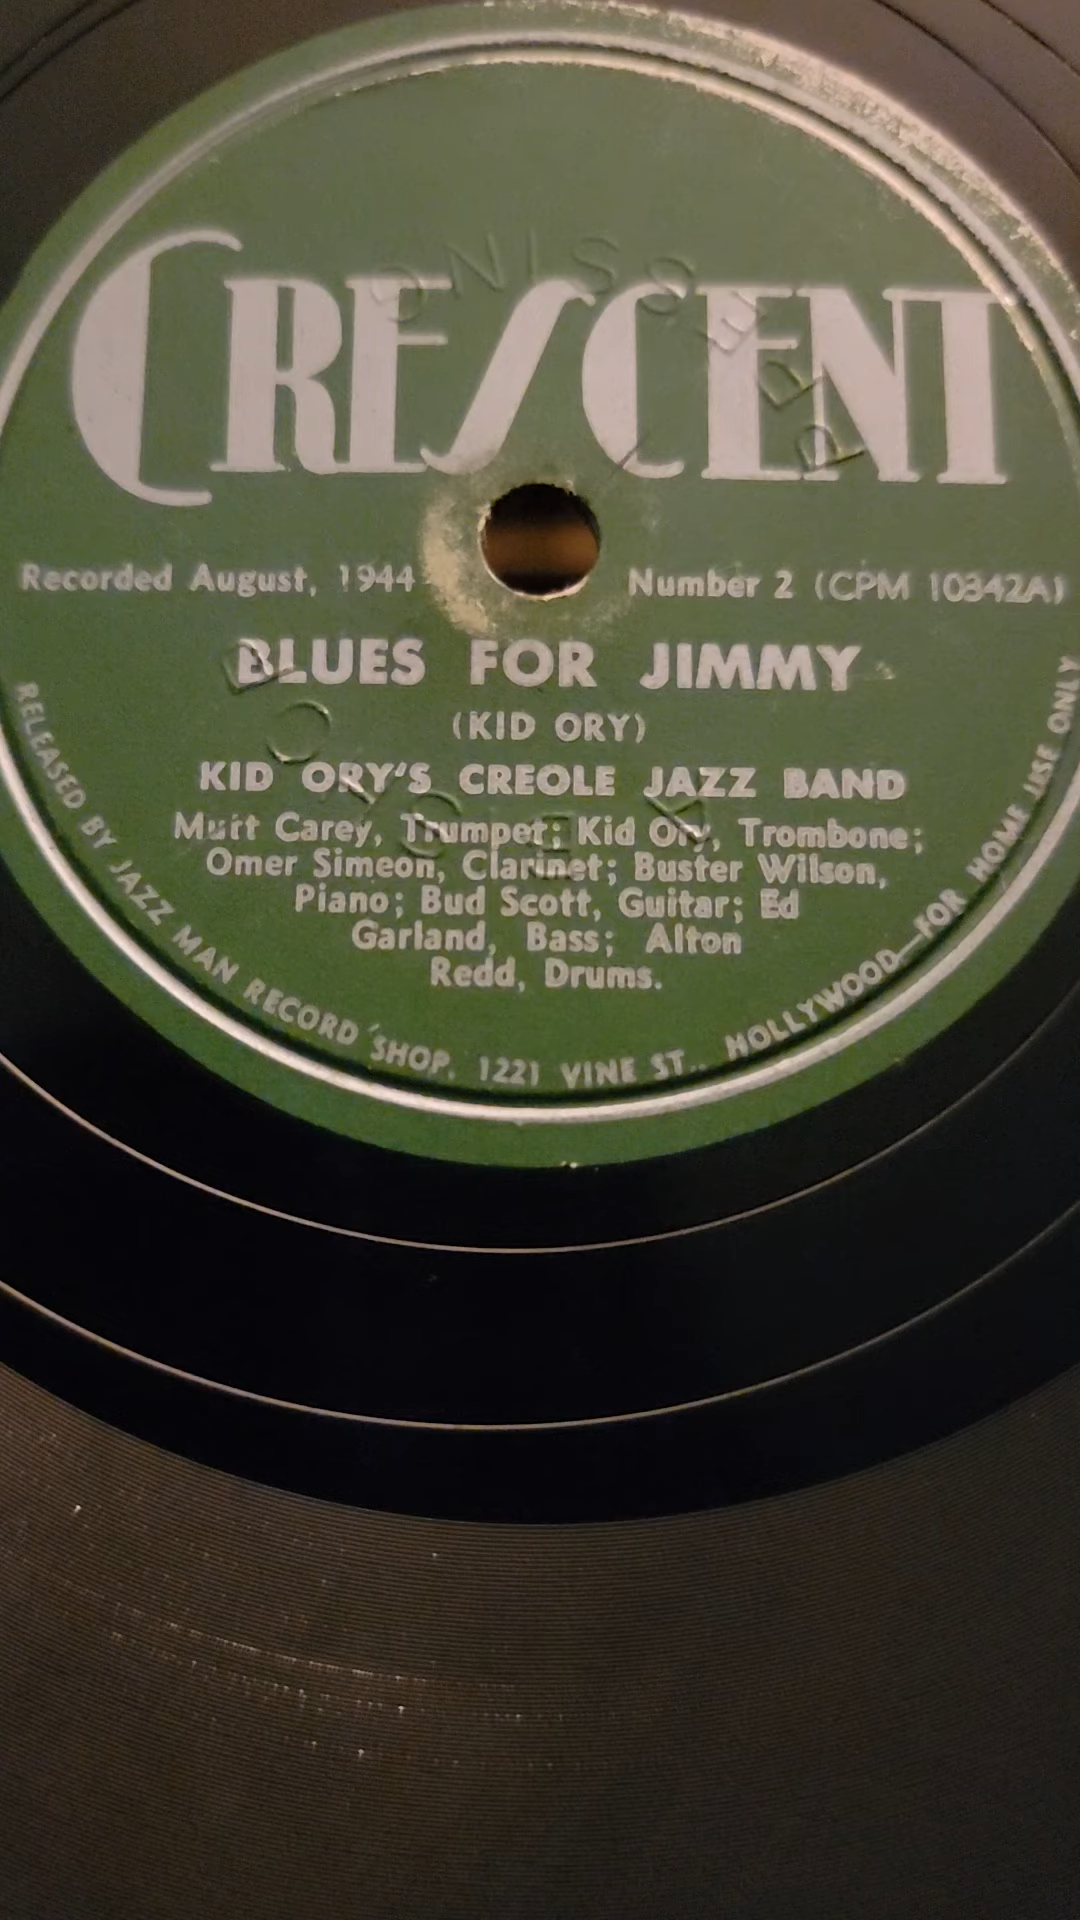 CRESCENT
Recorded August, 1944
Number 2 (CPM 10342A)
BLUES FOR JIMMY
(KID ORY)
KID ORY'S CREOLE JAZZ BAND
Mutt Carey, Trumpet; Kid Ory, Trombone;
Omer Simeon, Clarinet; Buster Wilson,
Piano; Bud Scott, Guitar; Ed
Garland, Bass; Alton
Redd, Drums.
RELEASED BY JAZZ MAN RECORD SHOP, 1221 VINE ST., HOLLYWOOD—FOR HOME USE ONLY